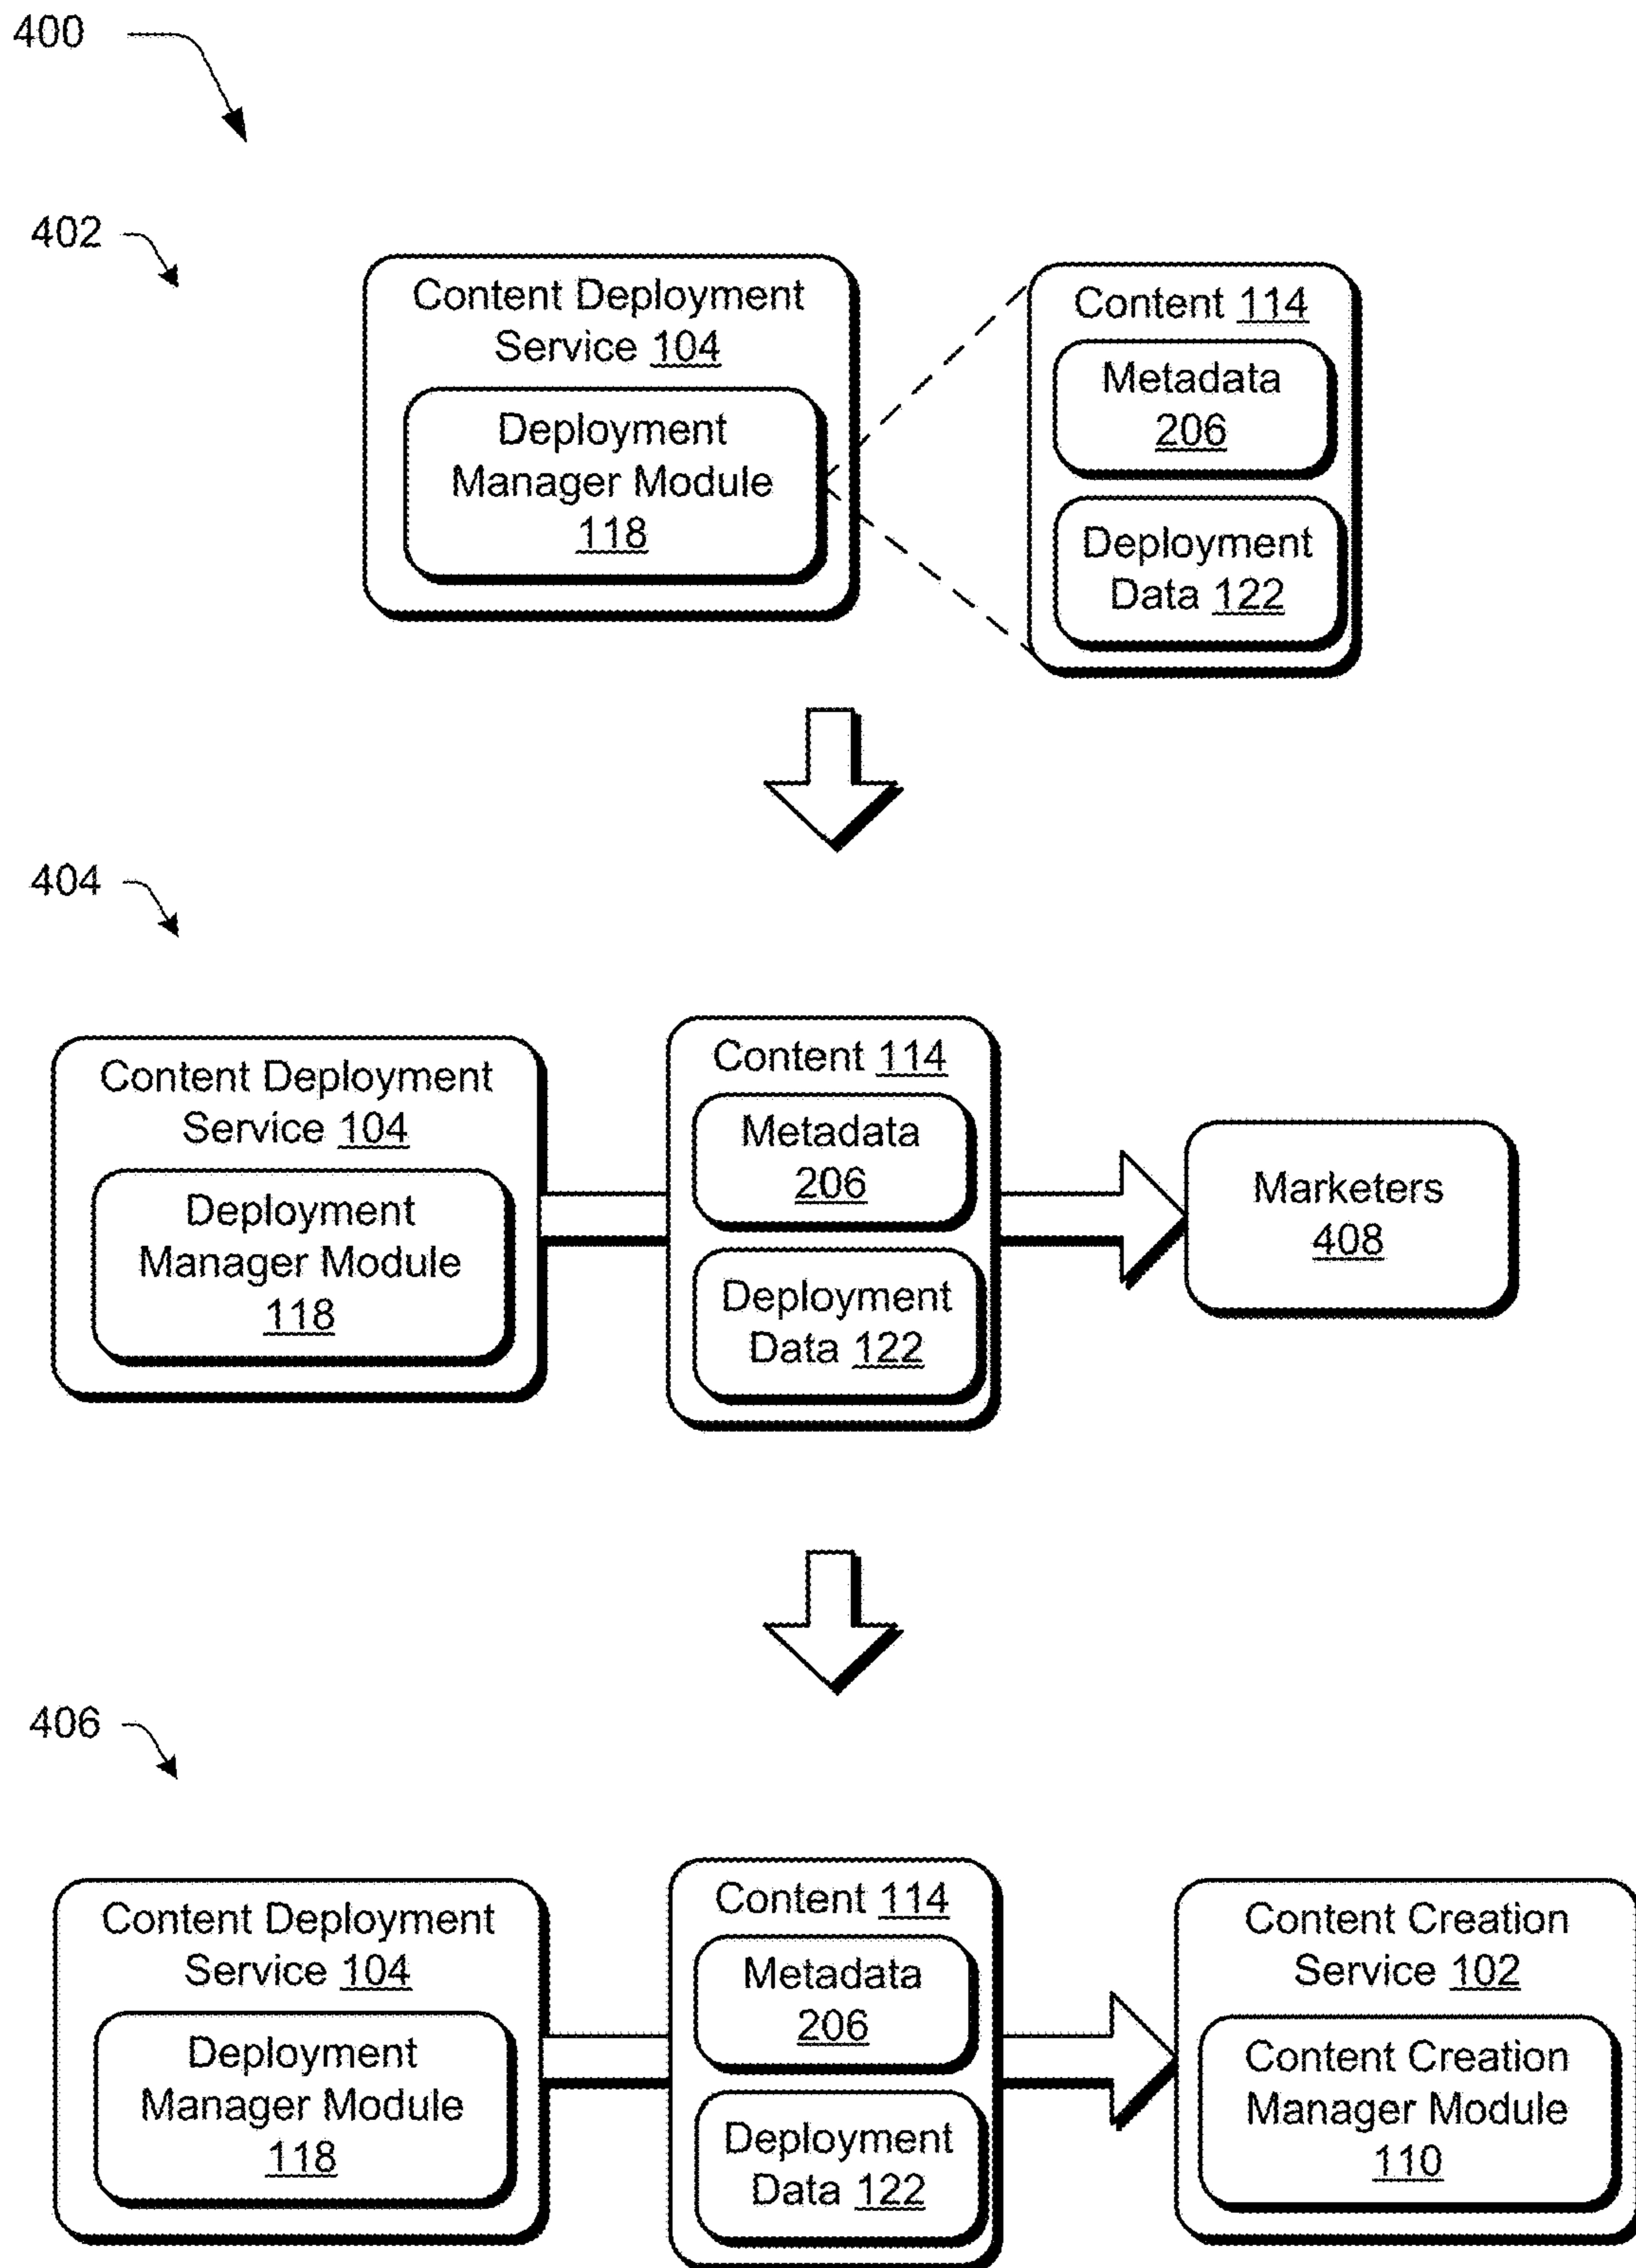 400
402
Content Deployment
Service 104
Deployment
Manager Module
118
Content 114
Metadata
206
Deployment
Data 122
404
Content Deployment
Service 104
Deployment
Manager Module
118
Content 114
Metadata
206
Deployment
Data 122
Marketers
408
406
Content Deployment
Service 104
Deployment
Manager Module
118
Content 114
Metadata
206
Deployment
Data 122
Content Creation
Service 102
Content Creation
Manager Module
110